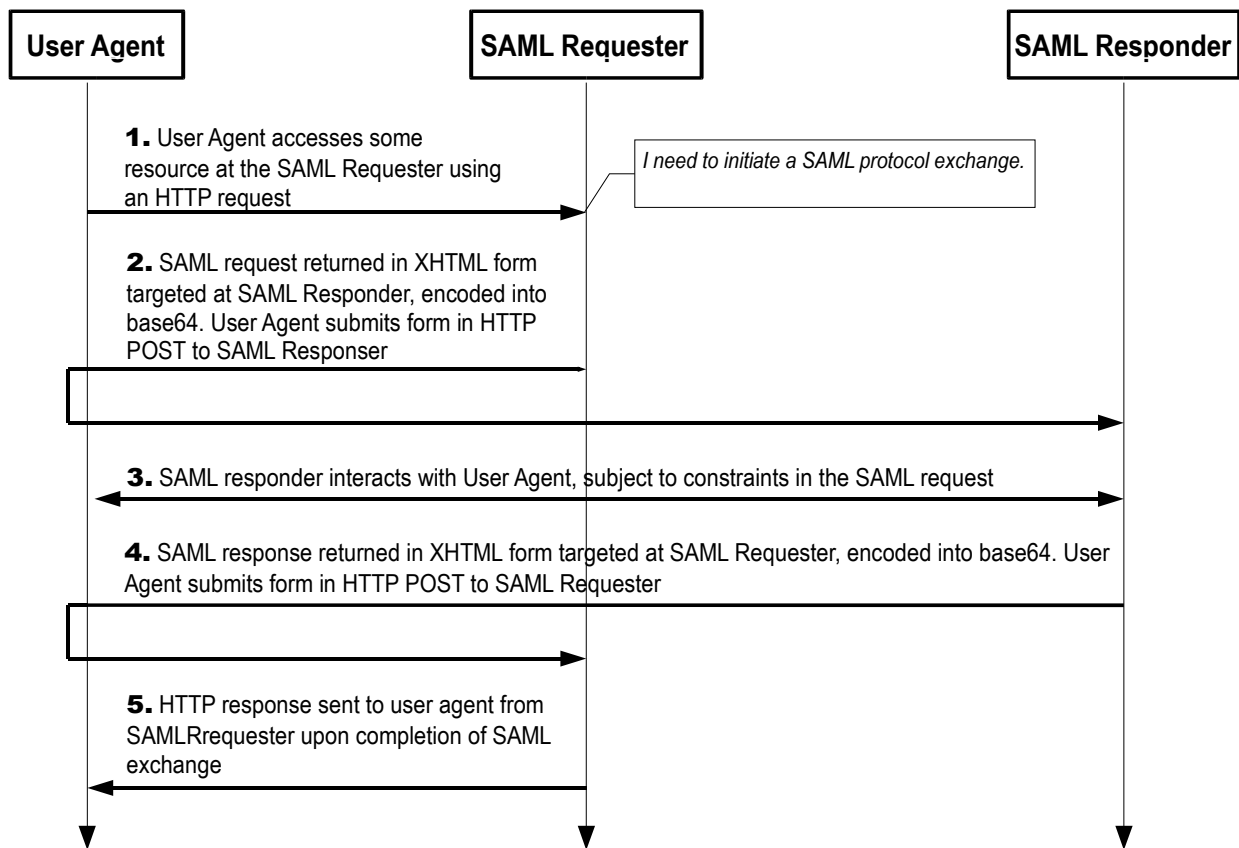 User Agent
SAML Requester
SAML Responder
1. User Agent accesses some
resource at the SAML Requester using
an HTTP request
I need to initiate a SAML protocol exchange.
2. SAML request returned in XHTML form
targeted at SAML Responder, encoded into
base64. User Agent submits form in HTTP
POST to SAML Responser
3. SAML responder interacts with User Agent, subject to constraints in the SAML request
4. SAML response returned in XHTML form targeted at SAML Requester, encoded into base64. User
Agent submits form in HTTP POST to SAML Requester
5. HTTP response sent to user agent from
SAMLRrequester upon completion of SAML
exchange